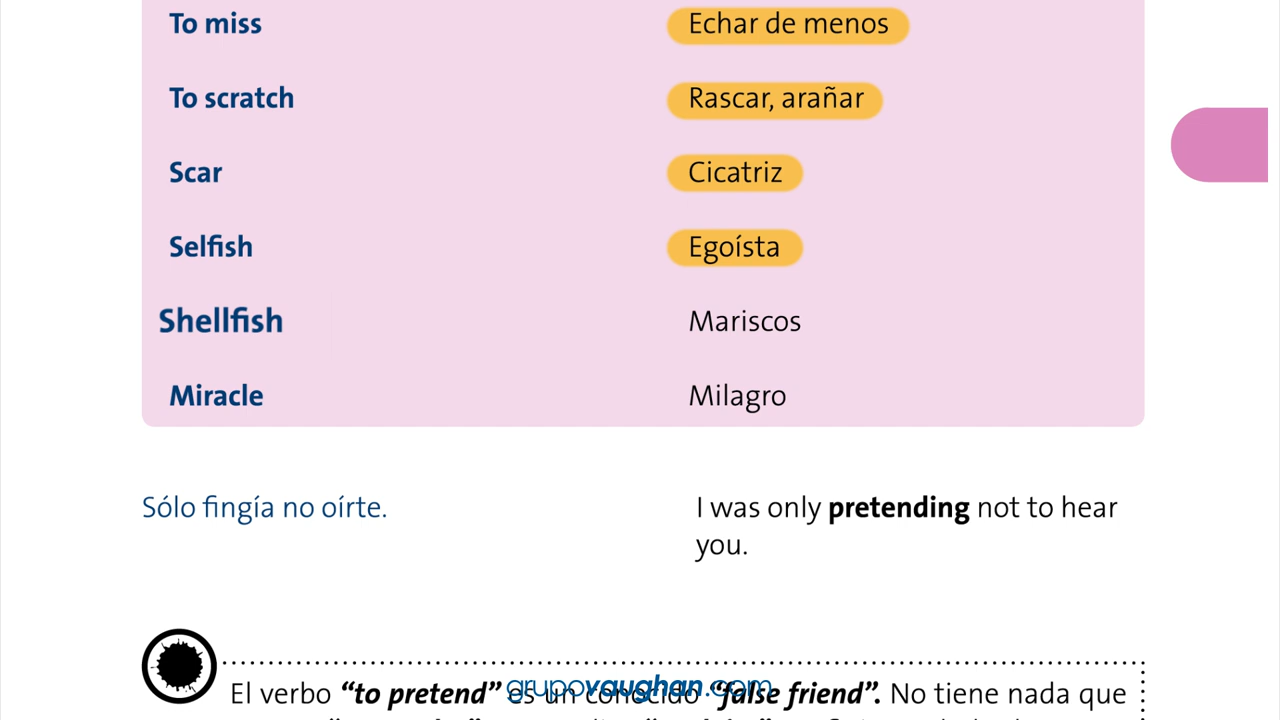 To miss Echar de menos
To scratch Rascar, arañar
Scar Cicatriz
Selfish Egoísta
Shellfish Mariscos
Miracle Milagro
Sólo fingía no oírte. I was only pretending not to hear
you.
El verbo “to pretend” es un conocido “false friend”. No tiene nada que
grupovaughan.com